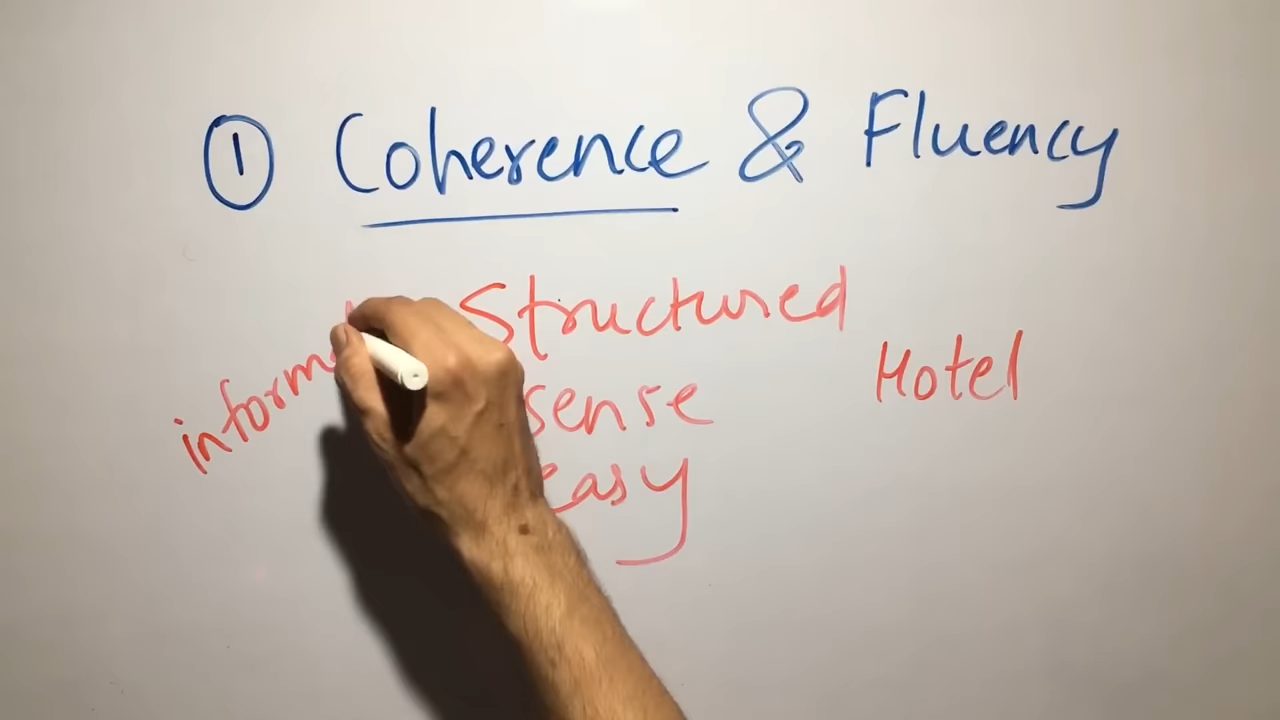 ① Coherence & Fluency
Structured
sense
easy
Hotel